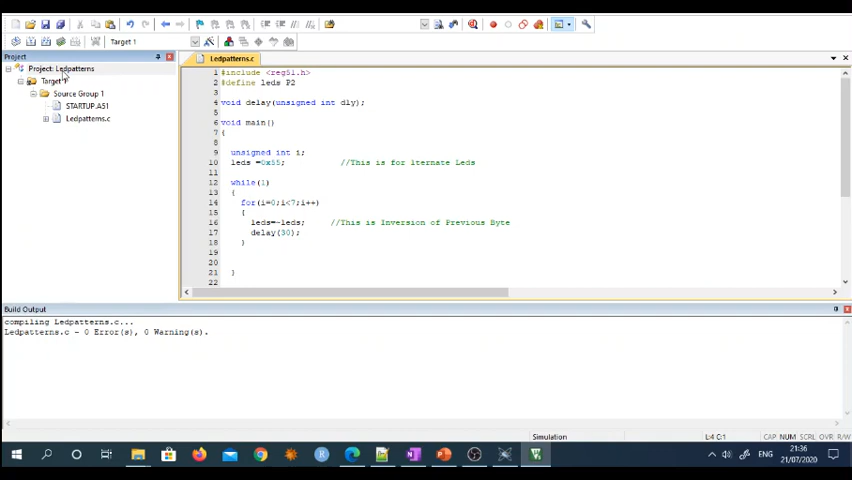 Target 1
Project
Project: Ledpatterns
Target 1
Source Group 1
STARTUP.A51
Ledpatterns.c
Ledpatterns.c
1 #include <reg51.h>
2 #define leds P2
3
4 void delay(unsigned int dly);
5
6 void main()
7 {
8
9 unsigned int i;
10 leds =0x55; //This is for Iternate Leds
11
12 while(1)
13 {
14 for(i=0;i<7;i++)
15 {
16 leds=~leds; //This is Inversion of Previous Byte
17 delay(30);
18 }
19
20
21 }
22
Build Output
compiling Ledpatterns.c...
Ledpatterns.c - 0 Error(s), 0 Warning(s).
Simulation L:4 C:1 CAP NUM SCRL OVR R/W
ENG
21:36
21/07/2020